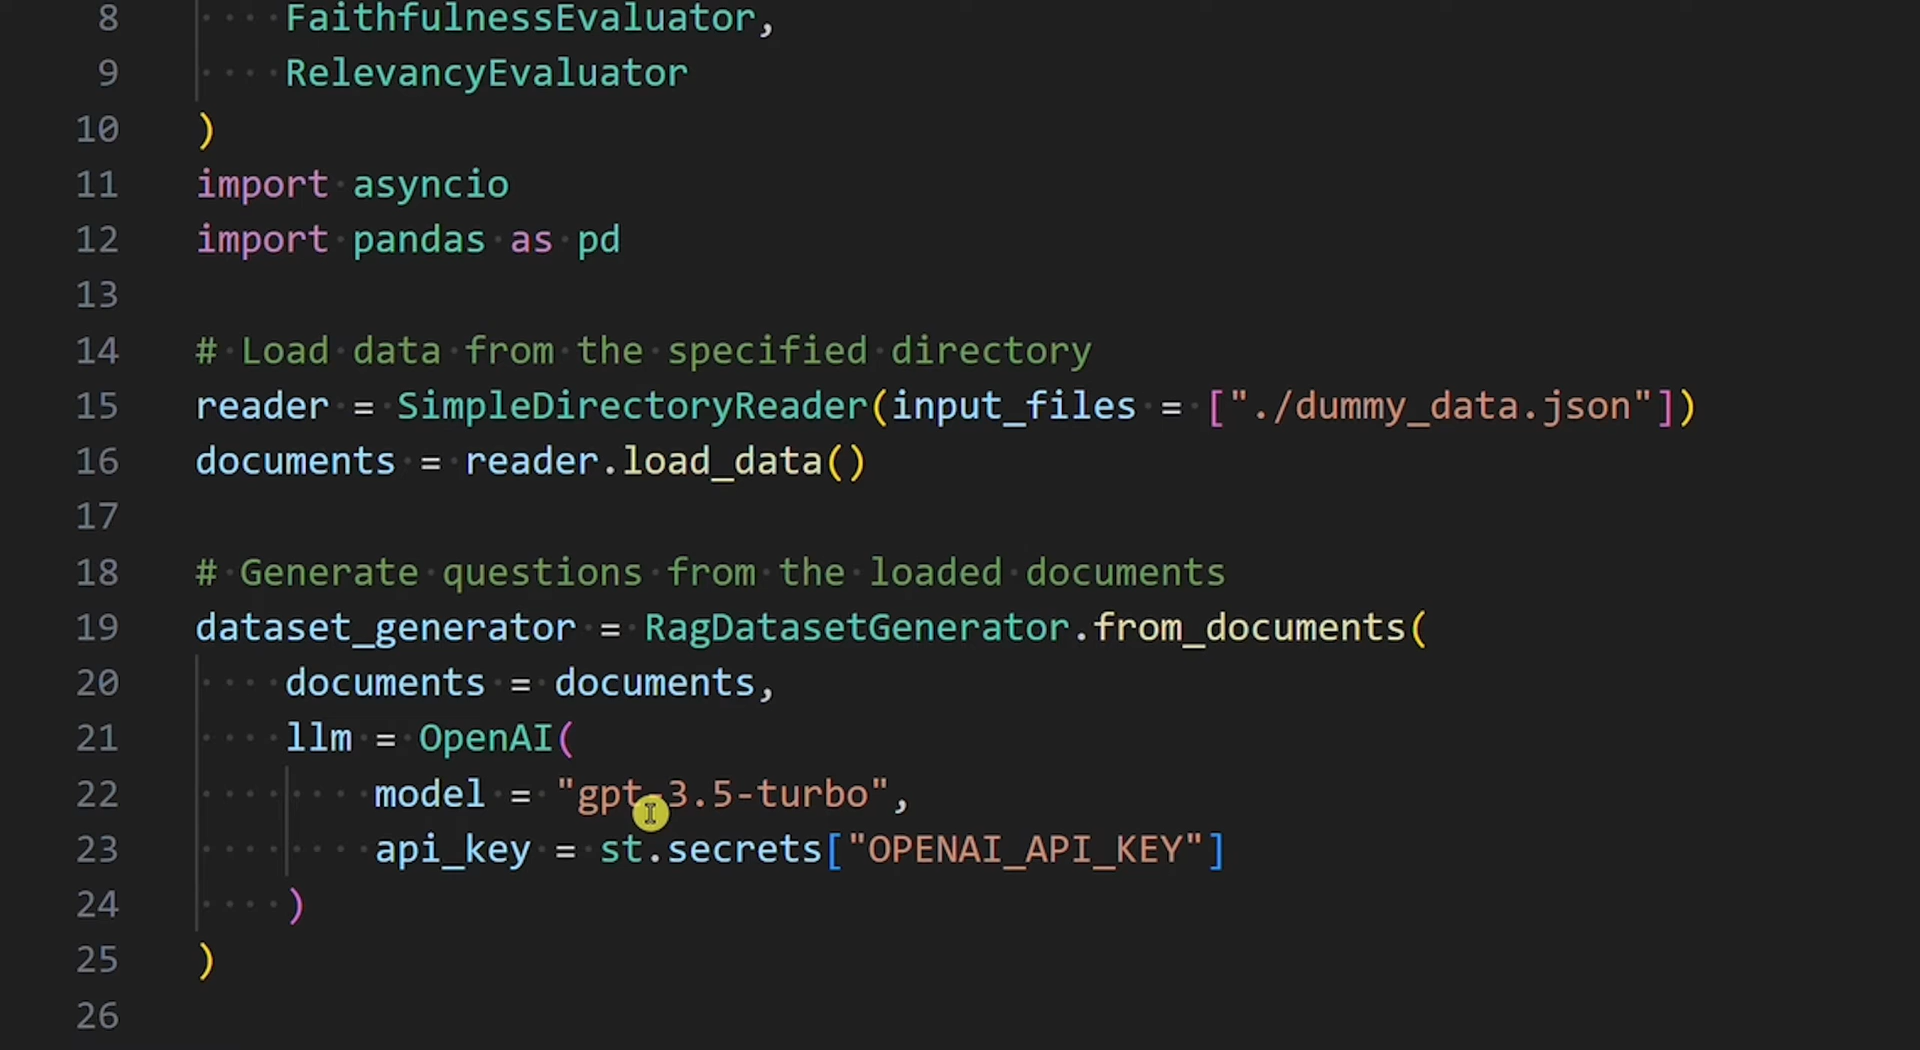 8 FaithfulnessEvaluator,
9 RelevancyEvaluator
10 )
11 import asyncio
12 import pandas as pd
13
14 # Load data from the specified directory
15 reader = SimpleDirectoryReader(input_files = ["./dummy_data.json"])
16 documents = reader.load_data()
17
18 # Generate questions from the loaded documents
19 dataset_generator = RagDatasetGenerator.from_documents(
20 documents = documents,
21 llm = OpenAI(
22 model = "gpt-3.5-turbo",
23 api_key = st.secrets["OPENAI_API_KEY"]
24 )
25 )
26